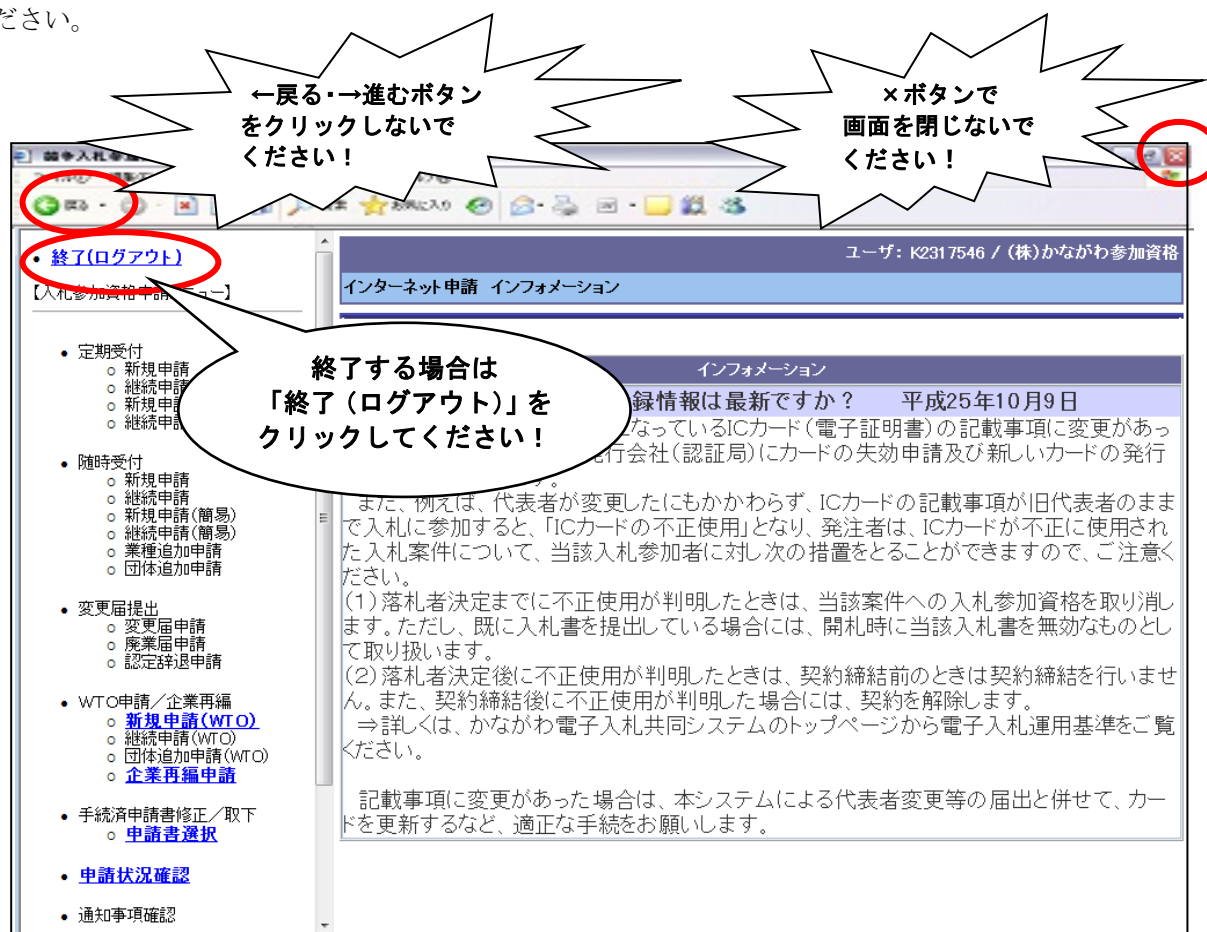 ださい。
←戻る・→進むボタン
をクリックしないで
ください！
×ボタンで
画面を閉じないで
ください！
戻る
お気に入り
・終了(ログアウト)
【入札参加資格申請メニュー】
・定期受付
○ 新規申請
○ 継続申請
○ 新規申
○ 継続申
・随時受付
○ 新規申請
○ 継続申請
○ 新規申請(簡易)
○ 継続申請(簡易)
○ 業種追加申請
○ 団体追加申請
・変更届提出
○ 変更届申請
○ 廃業届申請
○ 認定辞退申請
・WTO申請／企業再編
○ 新規申請(WTO)
○ 継続申請(WTO)
○ 団体追加申請(WTO)
○ 企業再編申請
・手続済申請書修正／取下
○ 申請書選択
・申請状況確認
・通知事項確認
終了する場合は
「終了（ログアウト）」を
クリックしてください！
ユーザ: K2317546 / (株)かながわ参加資格
インターネット申請 インフォメーション
インフォメーション
録情報は最新ですか？　平成25年10月9日
なっているICカード(電子証明書)の記載事項に変更があっ
行会社(認証局)にカードの失効申請及び新しいカードの発行
す。
また、例えば、代表者が変更したにもかかわらず、ICカードの記載事項が旧代表者のまま
で入札に参加すると、「ICカードの不正使用」となり、発注者は、ICカードが不正に使用され
た入札案件について、当該入札参加者に対し次の措置をとることができますので、ご注意く
ださい。
(1)落札者決定までに不正使用が判明したときは、当該案件への入札参加資格を取り消し
ます。ただし、既に入札書を提出している場合には、開札時に当該入札書を無効なものとし
て取り扱います。
(2)落札者決定後に不正使用が判明したときは、契約締結前のときは契約締結を行いませ
ん。また、契約締結後に不正使用が判明した場合には、契約を解除します。
⇒詳しくは、かながわ電子入札共同システムのトップページから電子入札運用基準をご覧
ください。
記載事項に変更があった場合は、本システムによる代表者変更等の届出と併せて、カー
ドを更新するなど、適正な手続をお願いします。